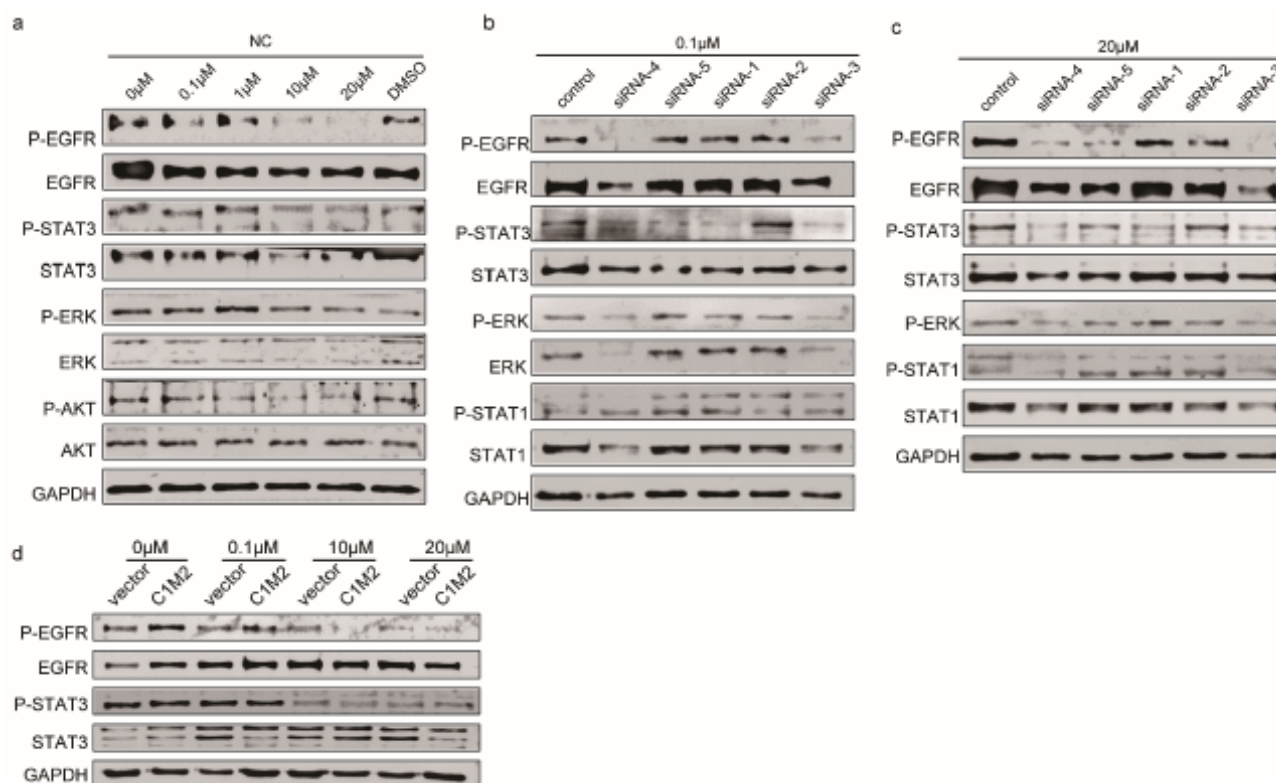 a
NC
0µM 0.1µM 1µM 10µM 20µM DMSO
P-EGFR
EGFR
P-STAT3
STAT3
P-ERK
ERK
P-AKT
AKT
GAPDH
b
0.1µM
control siRNA-4 siRNA-5 siRNA-1 siRNA-2 siRNA-3
P-EGFR
EGFR
P-STAT3
STAT3
P-ERK
ERK
P-STAT1
STAT1
GAPDH
c
20µM
control siRNA-4 siRNA-5 siRNA-1 siRNA-2 siRNA-3
P-EGFR
EGFR
P-STAT3
STAT3
P-ERK
P-STAT1
STAT1
GAPDH
d
0µM 0.1µM 10µM 20µM
vector C1M2 vector C1M2 vector C1M2 vector C1M2
P-EGFR
EGFR
P-STAT3
STAT3
GAPDH